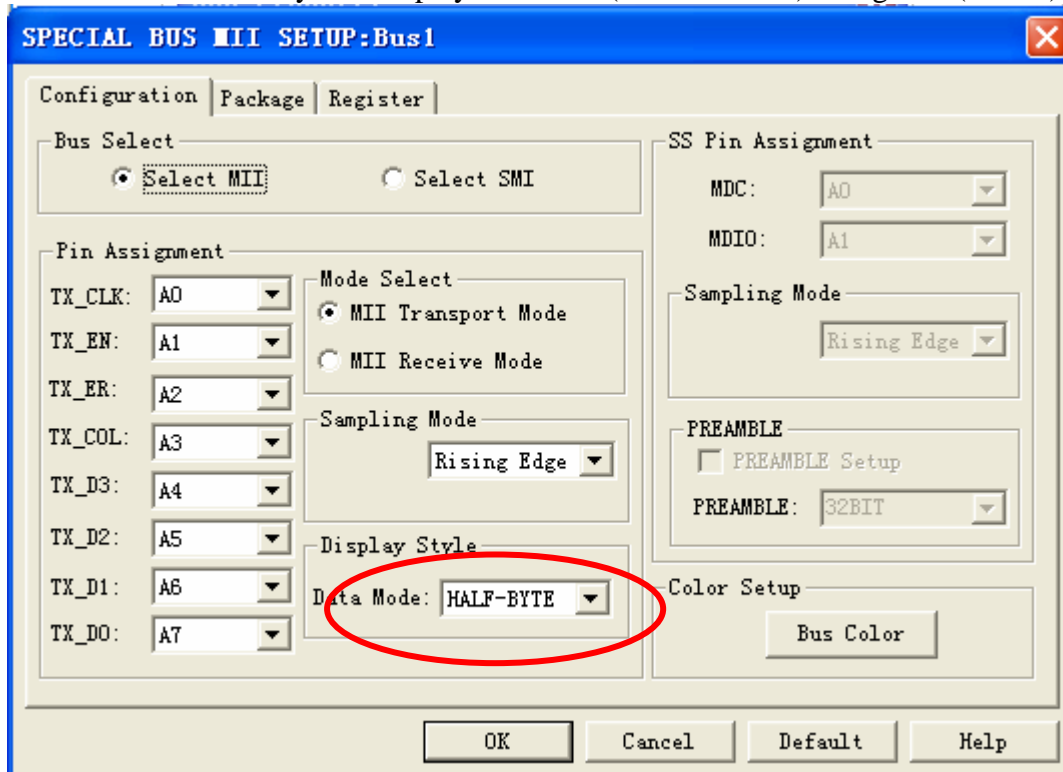 SPECIAL BUS MII SETUP:Bus1
Configuration Package Register
Bus Select
Select MII Select SMI
Pin Assignment
TX_CLK: A0
TX_EN: A1
TX_ER: A2
TX_COL: A3
TX_D3: A4
TX_D2: A5
TX_D1: A6
TX_D0: A7
Mode Select
MII Transport Mode
MII Receive Mode
Sampling Mode
Rising Edge
Display Style
Data Mode: HALF-BYTE
SS Pin Assignment
MDC: A0
MDIO: A1
Sampling Mode
Rising Edge
PREAMBLE
PREAMBLE Setup
PREAMBLE: 32BIT
Color Setup
Bus Color
OK Cancel Default Help